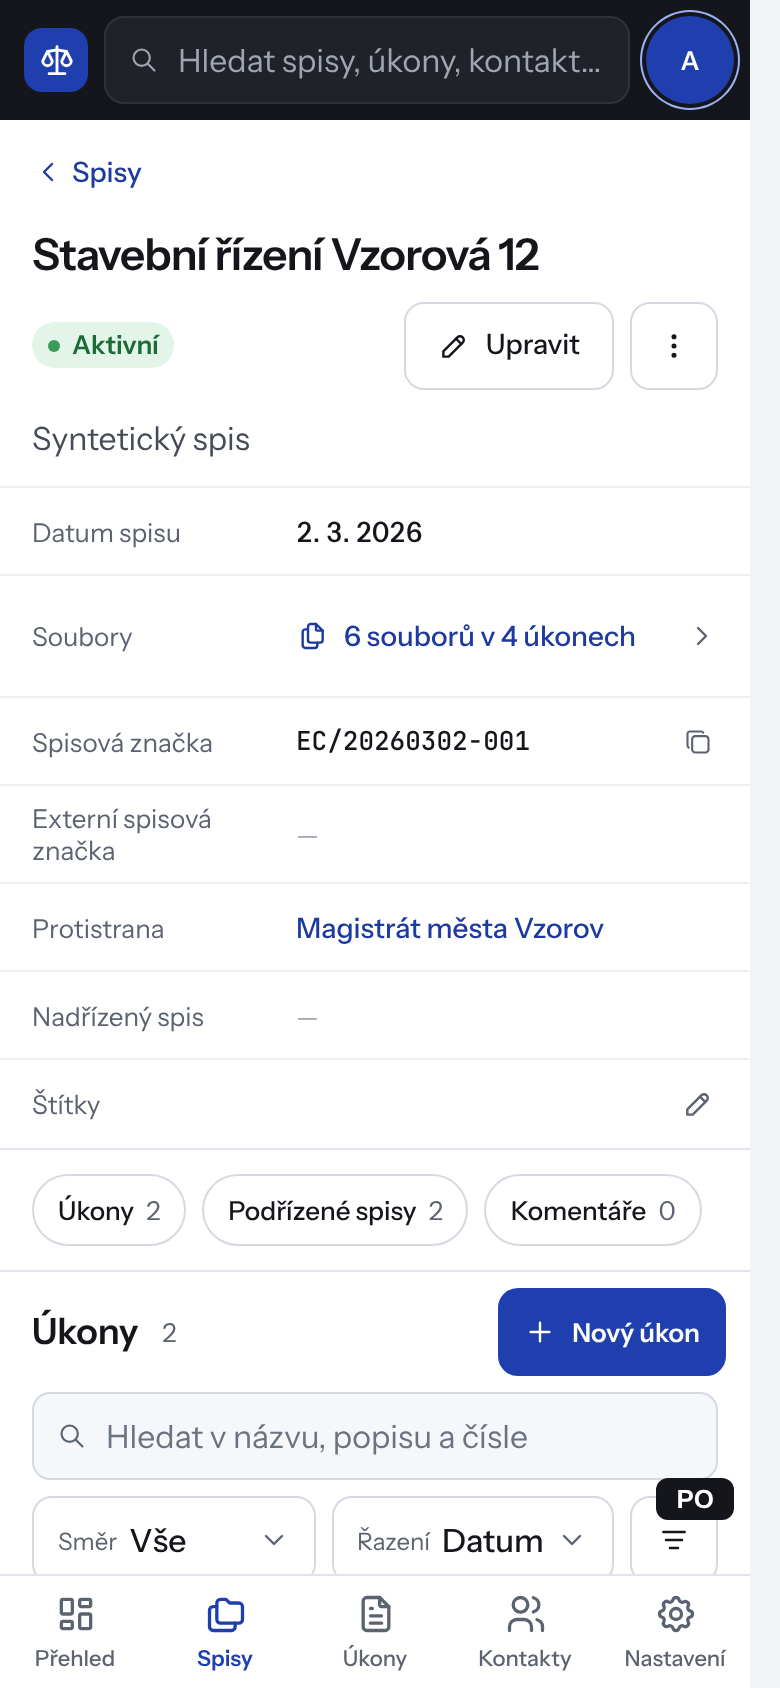 Hledat spisy, úkony, kontakt...
A
Spisy
Stavební řízení Vzorová 12
Aktivní
Upravit
Syntetický spis
Datum spisu 2. 3. 2026
Soubory 6 souborů v 4 úkonech
Spisová značka EC/20260302-001
Externí spisová značka —
Protistrana Magistrát města Vzorov
Nadřízený spis —
Štítky
Úkony 2 Podřízené spisy 2 Komentáře 0
Úkony 2
Nový úkon
Hledat v názvu, popisu a čísle
PO
Směr Vše Řazení Datum
Přehled Spisy Úkony Kontakty Nastavení